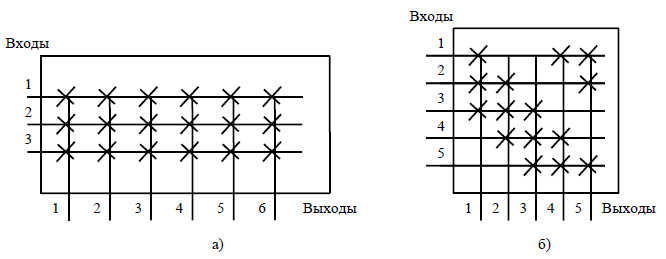 Входы
1
2
3
1 2 3 4 5 6 Выходы
а)
Входы
1
2
3
4
5
1 2 3 4 5 Выходы
б)